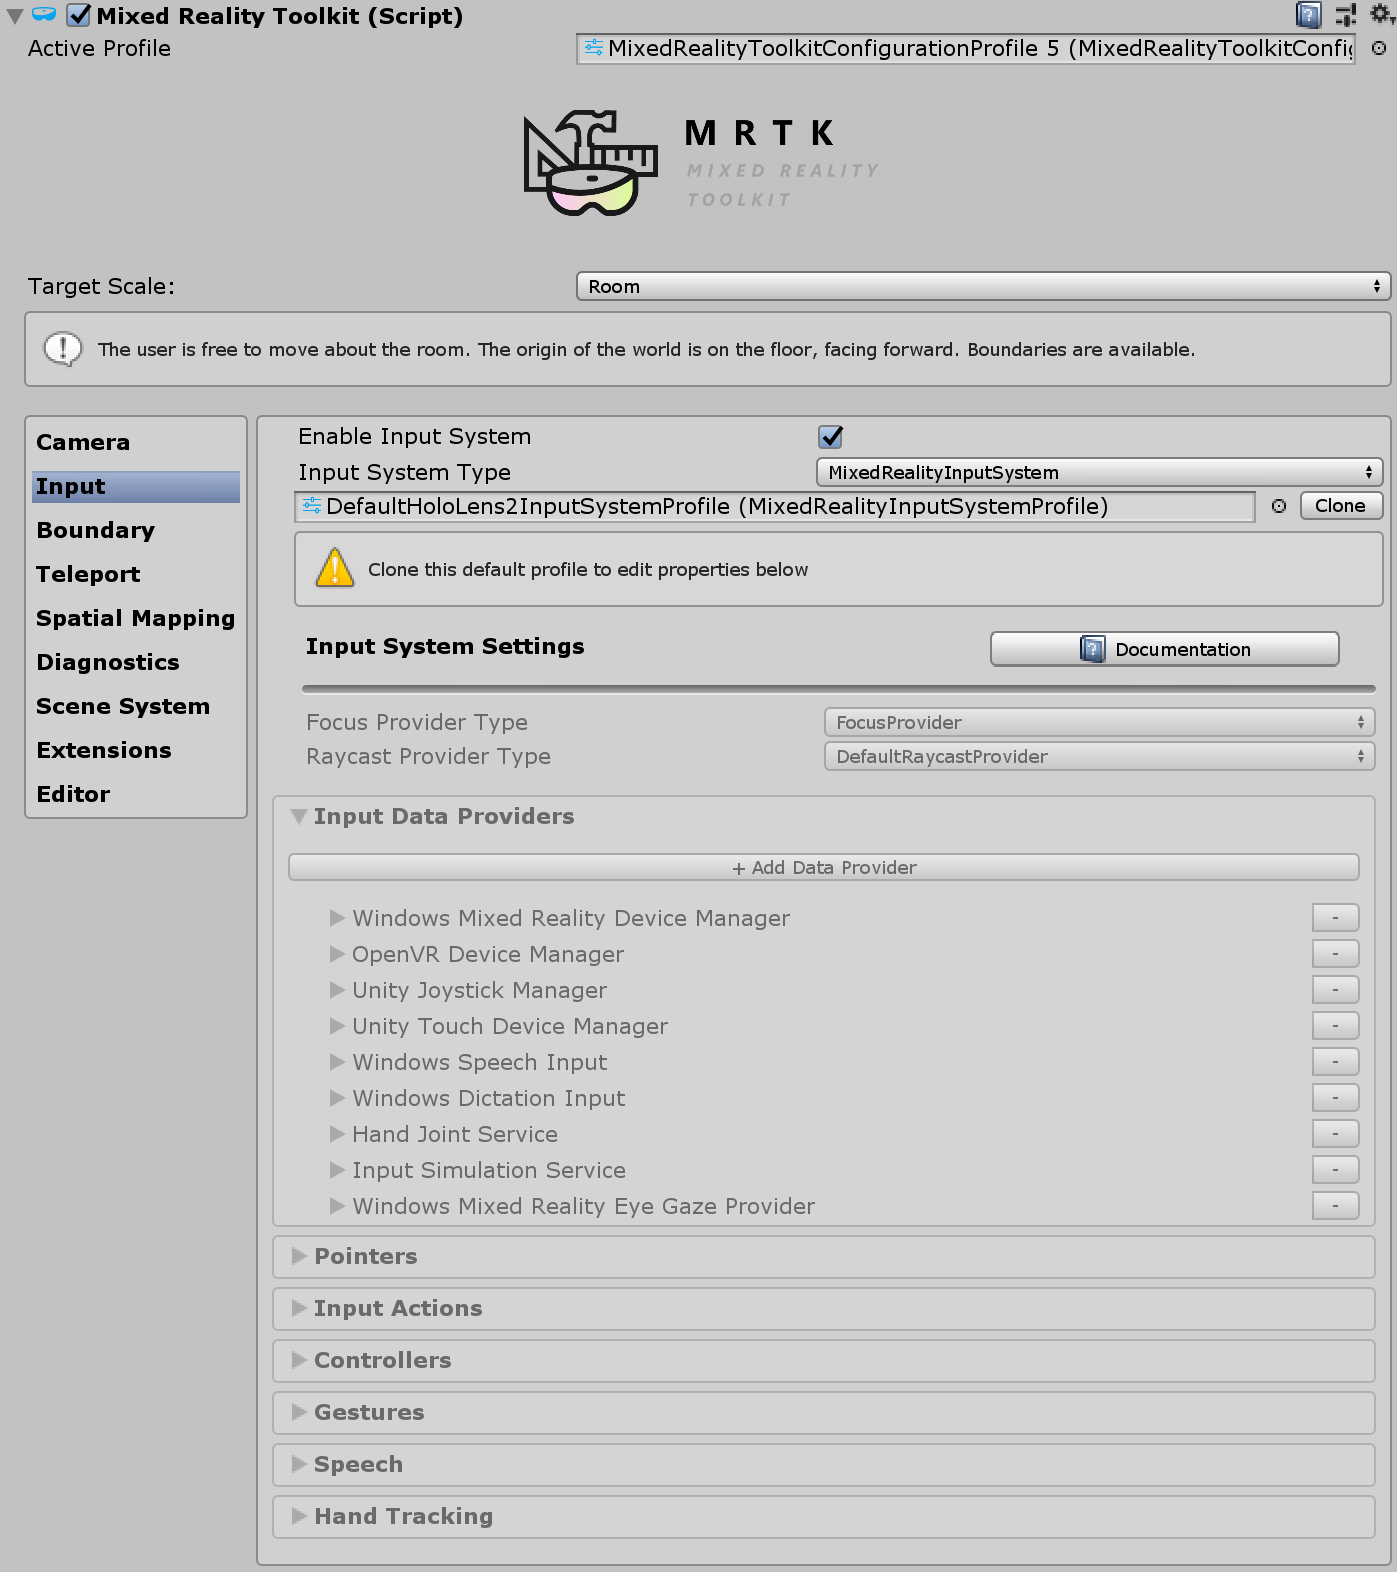 Mixed Reality Toolkit (Script)
Active Profile
MixedRealityToolkitConfigurationProfile 5 (MixedRealityToolkitConfig
MRTK
MIXED REALITY
TOOLKIT
Target Scale:
Room
The user is free to move about the room. The origin of the world is on the floor, facing forward. Boundaries are available.
Camera
Input
Boundary
Teleport
Spatial Mapping
Diagnostics
Scene System
Extensions
Editor
Enable Input System
Input System Type
MixedRealityInputSystem
DefaultHoloLens2InputSystemProfile (MixedRealityInputSystemProfile)
Clone
Clone this default profile to edit properties below
Input System Settings
Documentation
Focus Provider Type
FocusProvider
Raycast Provider Type
DefaultRaycastProvider
Input Data Providers
+ Add Data Provider
Windows Mixed Reality Device Manager
-
OpenVR Device Manager
-
Unity Joystick Manager
-
Unity Touch Device Manager
-
Windows Speech Input
-
Windows Dictation Input
-
Hand Joint Service
-
Input Simulation Service
-
Windows Mixed Reality Eye Gaze Provider
-
Pointers
Input Actions
Controllers
Gestures
Speech
Hand Tracking